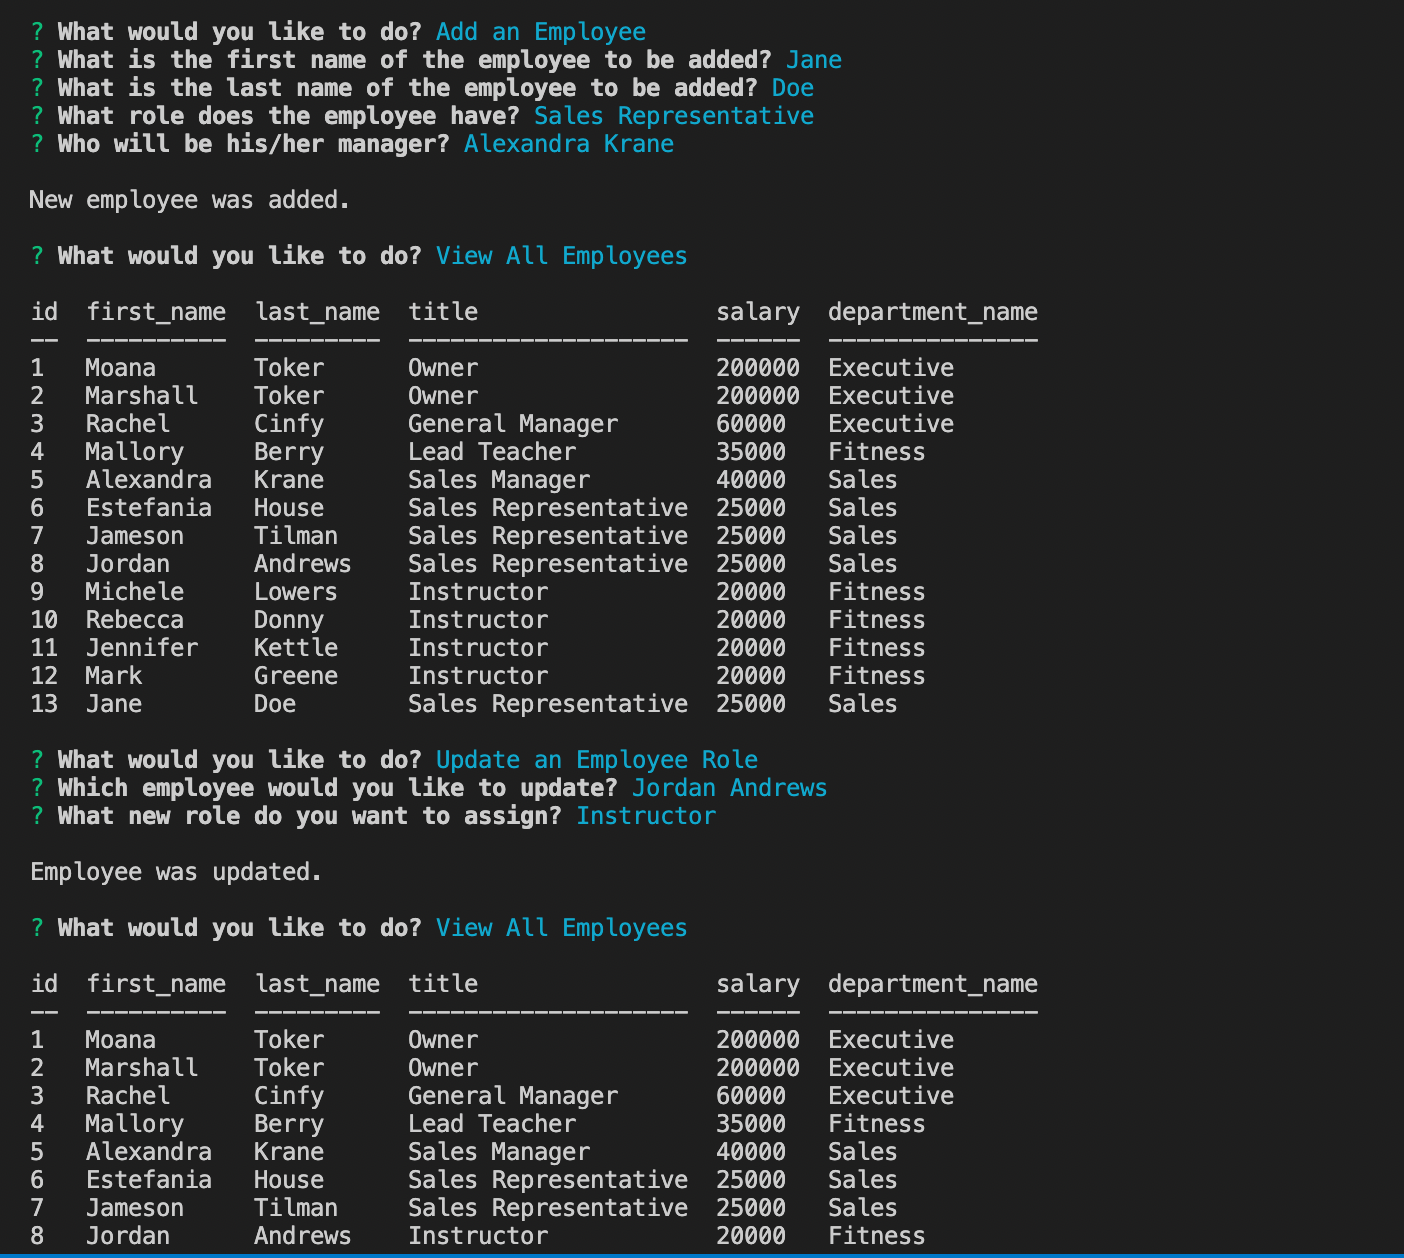 ? What would you like to do? Add an Employee
? What is the first name of the employee to be added? Jane
? What is the last name of the employee to be added? Doe
? What role does the employee have? Sales Representative
? Who will be his/her manager? Alexandra Krane
New employee was added.
? What would you like to do? View All Employees
id  first_name  last_name  title                 salary  department_name
--  ----------  ---------  --------------------  ------  ---------------
1   Moana       Toker      Owner                 200000  Executive
2   Marshall    Toker      Owner                 200000  Executive
3   Rachel      Cinfy      General Manager       60000   Executive
4   Mallory     Berry      Lead Teacher          35000   Fitness
5   Alexandra   Krane      Sales Manager         40000   Sales
6   Estefania   House      Sales Representative  25000   Sales
7   Jameson     Tilman     Sales Representative  25000   Sales
8   Jordan      Andrews    Sales Representative  25000   Sales
9   Michele     Lowers     Instructor            20000   Fitness
10  Rebecca     Donny      Instructor            20000   Fitness
11  Jennifer    Kettle     Instructor            20000   Fitness
12  Mark        Greene     Instructor            20000   Fitness
13  Jane        Doe        Sales Representative  25000   Sales
? What would you like to do? Update an Employee Role
? Which employee would you like to update? Jordan Andrews
? What new role do you want to assign? Instructor
Employee was updated.
? What would you like to do? View All Employees
id  first_name  last_name  title                 salary  department_name
--  ----------  ---------  --------------------  ------  ---------------
1   Moana       Toker      Owner                 200000  Executive
2   Marshall    Toker      Owner                 200000  Executive
3   Rachel      Cinfy      General Manager       60000   Executive
4   Mallory     Berry      Lead Teacher          35000   Fitness
5   Alexandra   Krane      Sales Manager         40000   Sales
6   Estefania   House      Sales Representative  25000   Sales
7   Jameson     Tilman     Sales Representative  25000   Sales
8   Jordan      Andrews    Instructor            20000   Fitness